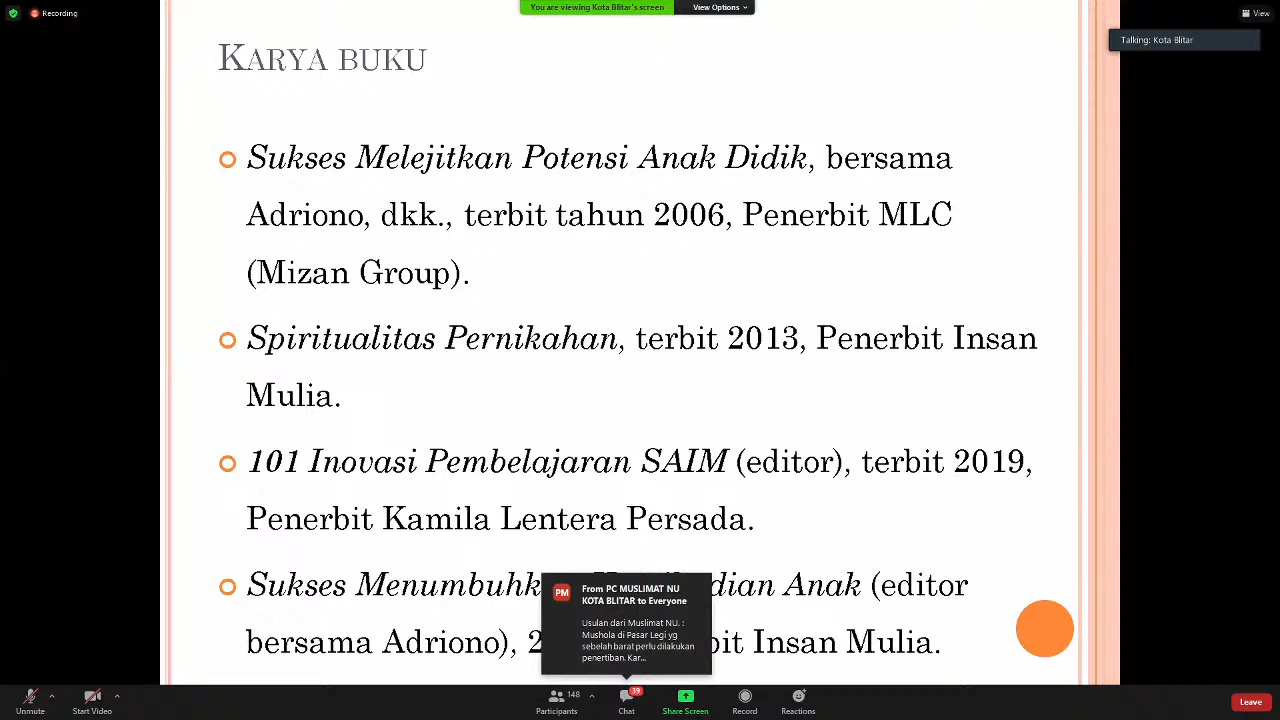 Recording
You are viewing Kota Blitar's screen
View Options
View
Talking: Kota Blitar
KARYA BUKU
Sukses Melejitkan Potensi Anak Didik, bersama
Adriono, dkk., terbit tahun 2006, Penerbit MLC
(Mizan Group).
Spiritualitas Pernikahan, terbit 2013, Penerbit Insan
Mulia.
101 Inovasi Pembelajaran SAIM (editor), terbit 2019,
Penerbit Kamila Lentera Persada.
Sukses Anak (editor
bersama Adriono), Insan Mulia.
PM
From PC MUSLIMAT NU
KOTA BLITAR to Everyone
Usulan dari Muslimat NU. :
Mushola di Pasar Legi yg
sebelah barat perlu dilakukan
penertiban. Kar...
Unmute
Start Video
148
Participants
39
Chat
Share Screen
Record
Reactions
Leave